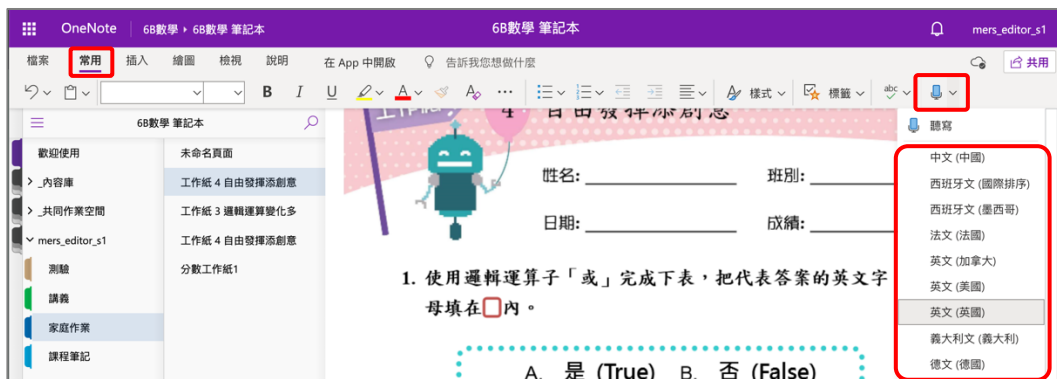 OneNote 6B數學 › 6B數學 筆記本 6B數學 筆記本 mers_editor_s1
檔案 常用 插入 繪圖 檢視 說明 在 App 中開啟 告訴我您想做什麼 共用
B I U A A 樣式 標籤 abc
6B數學 筆記本
歡迎使用
_內容庫
_共同作業空間
mers_editor_s1
測驗
講義
家庭作業
課程筆記
未命名頁面
工作紙 4 自由發揮添創意
工作紙 3 邏輯運算變化多
工作紙 4 自由發揮添創意
分數工作紙1
工作紙
4 自由發揮添創意
姓名: 班別:
日期: 成績:
1. 使用邏輯運算子「或」完成下表，把代表答案的英文字
母填在 內。
A. 是 (True) B. 否 (False)
聽寫
中文 (中國)
西班牙文 (國際排序)
西班牙文 (墨西哥)
法文 (法國)
英文 (加拿大)
英文 (美國)
英文 (英國)
義大利文 (義大利)
德文 (德國)